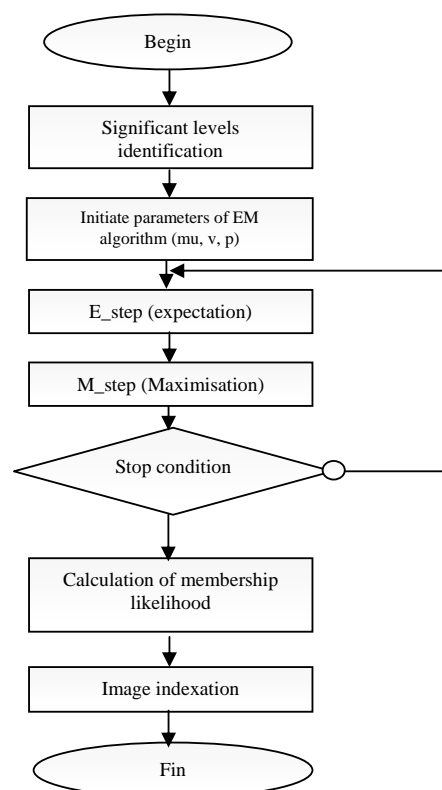 Begin
Significant levels
identification
Initiate parameters of EM
algorithm (mu, v, p)
E_step (expectation)
M_step (Maximisation)
Stop condition
Calculation of membership
likelihood
Image indexation
Fin